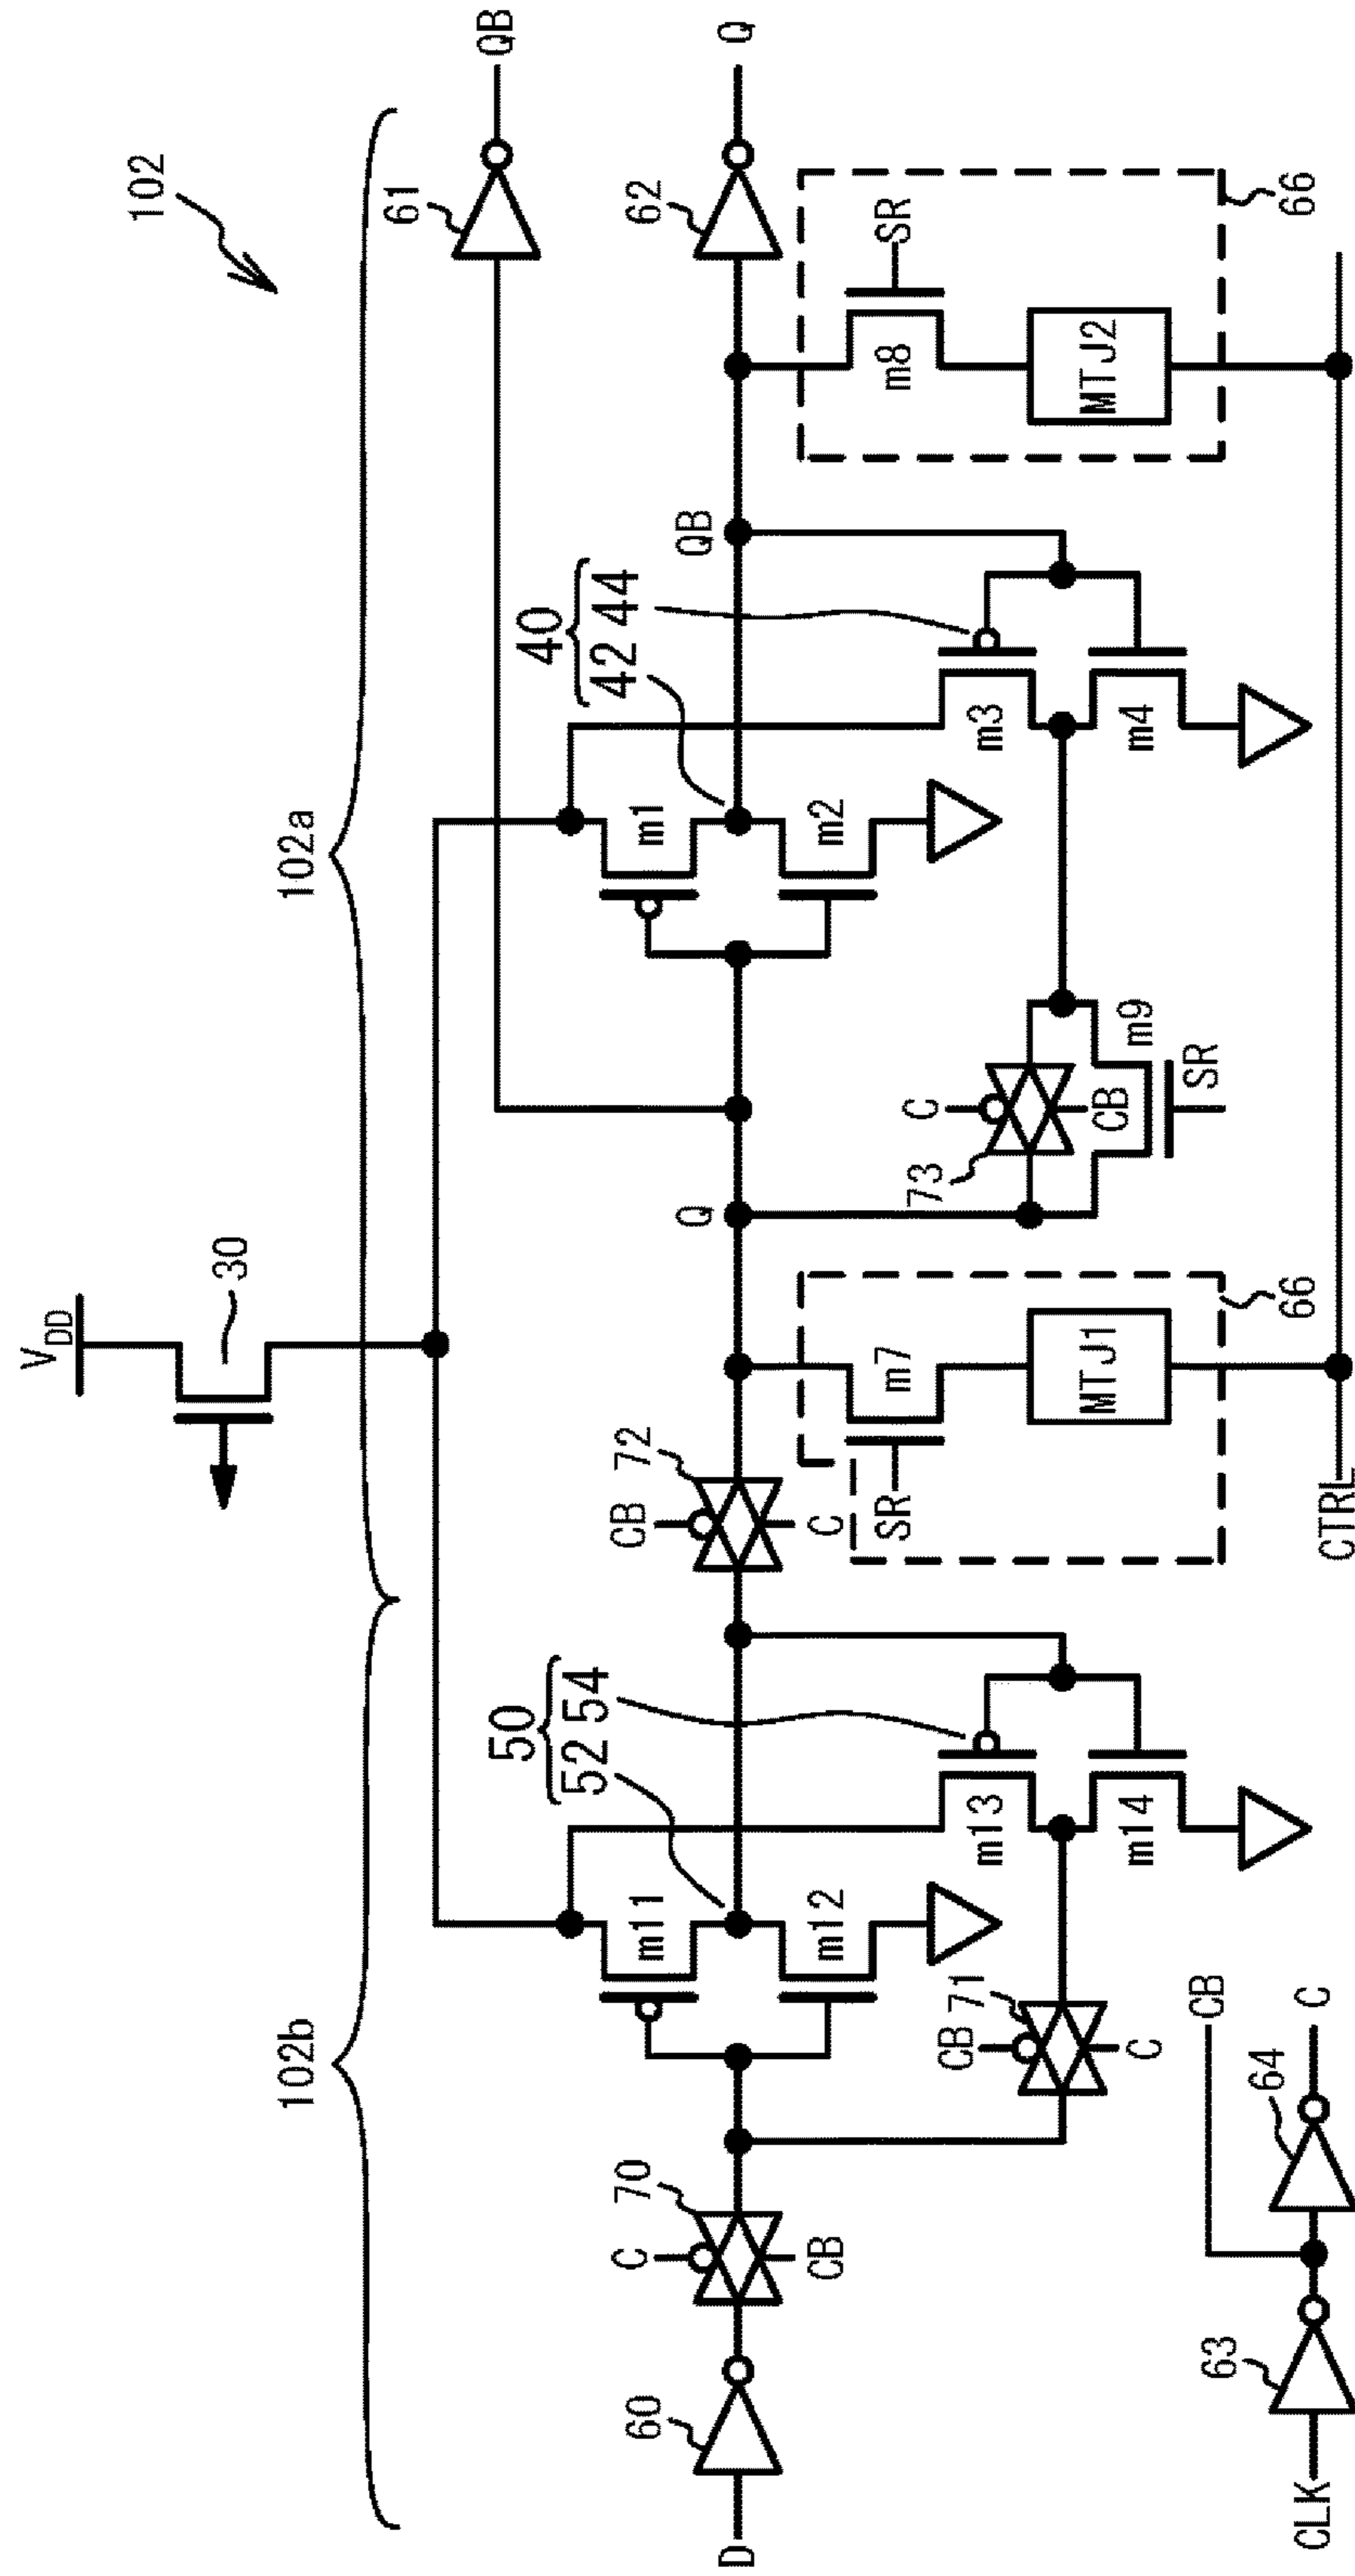 102
QB
61
Q
62
102a
V_DD
30
40
42 44
QB
SR
m8
MTJ2
66
m1
m2
m3
m4
Q
C
73
CB
m9
SR
72
CB
C
m7
SR
MTJ1
66
CTRL
102b
50
52 54
m11
m12
m13
m14
CB
71
C
70
C
CB
60
D
CLK
63
64
CB
C